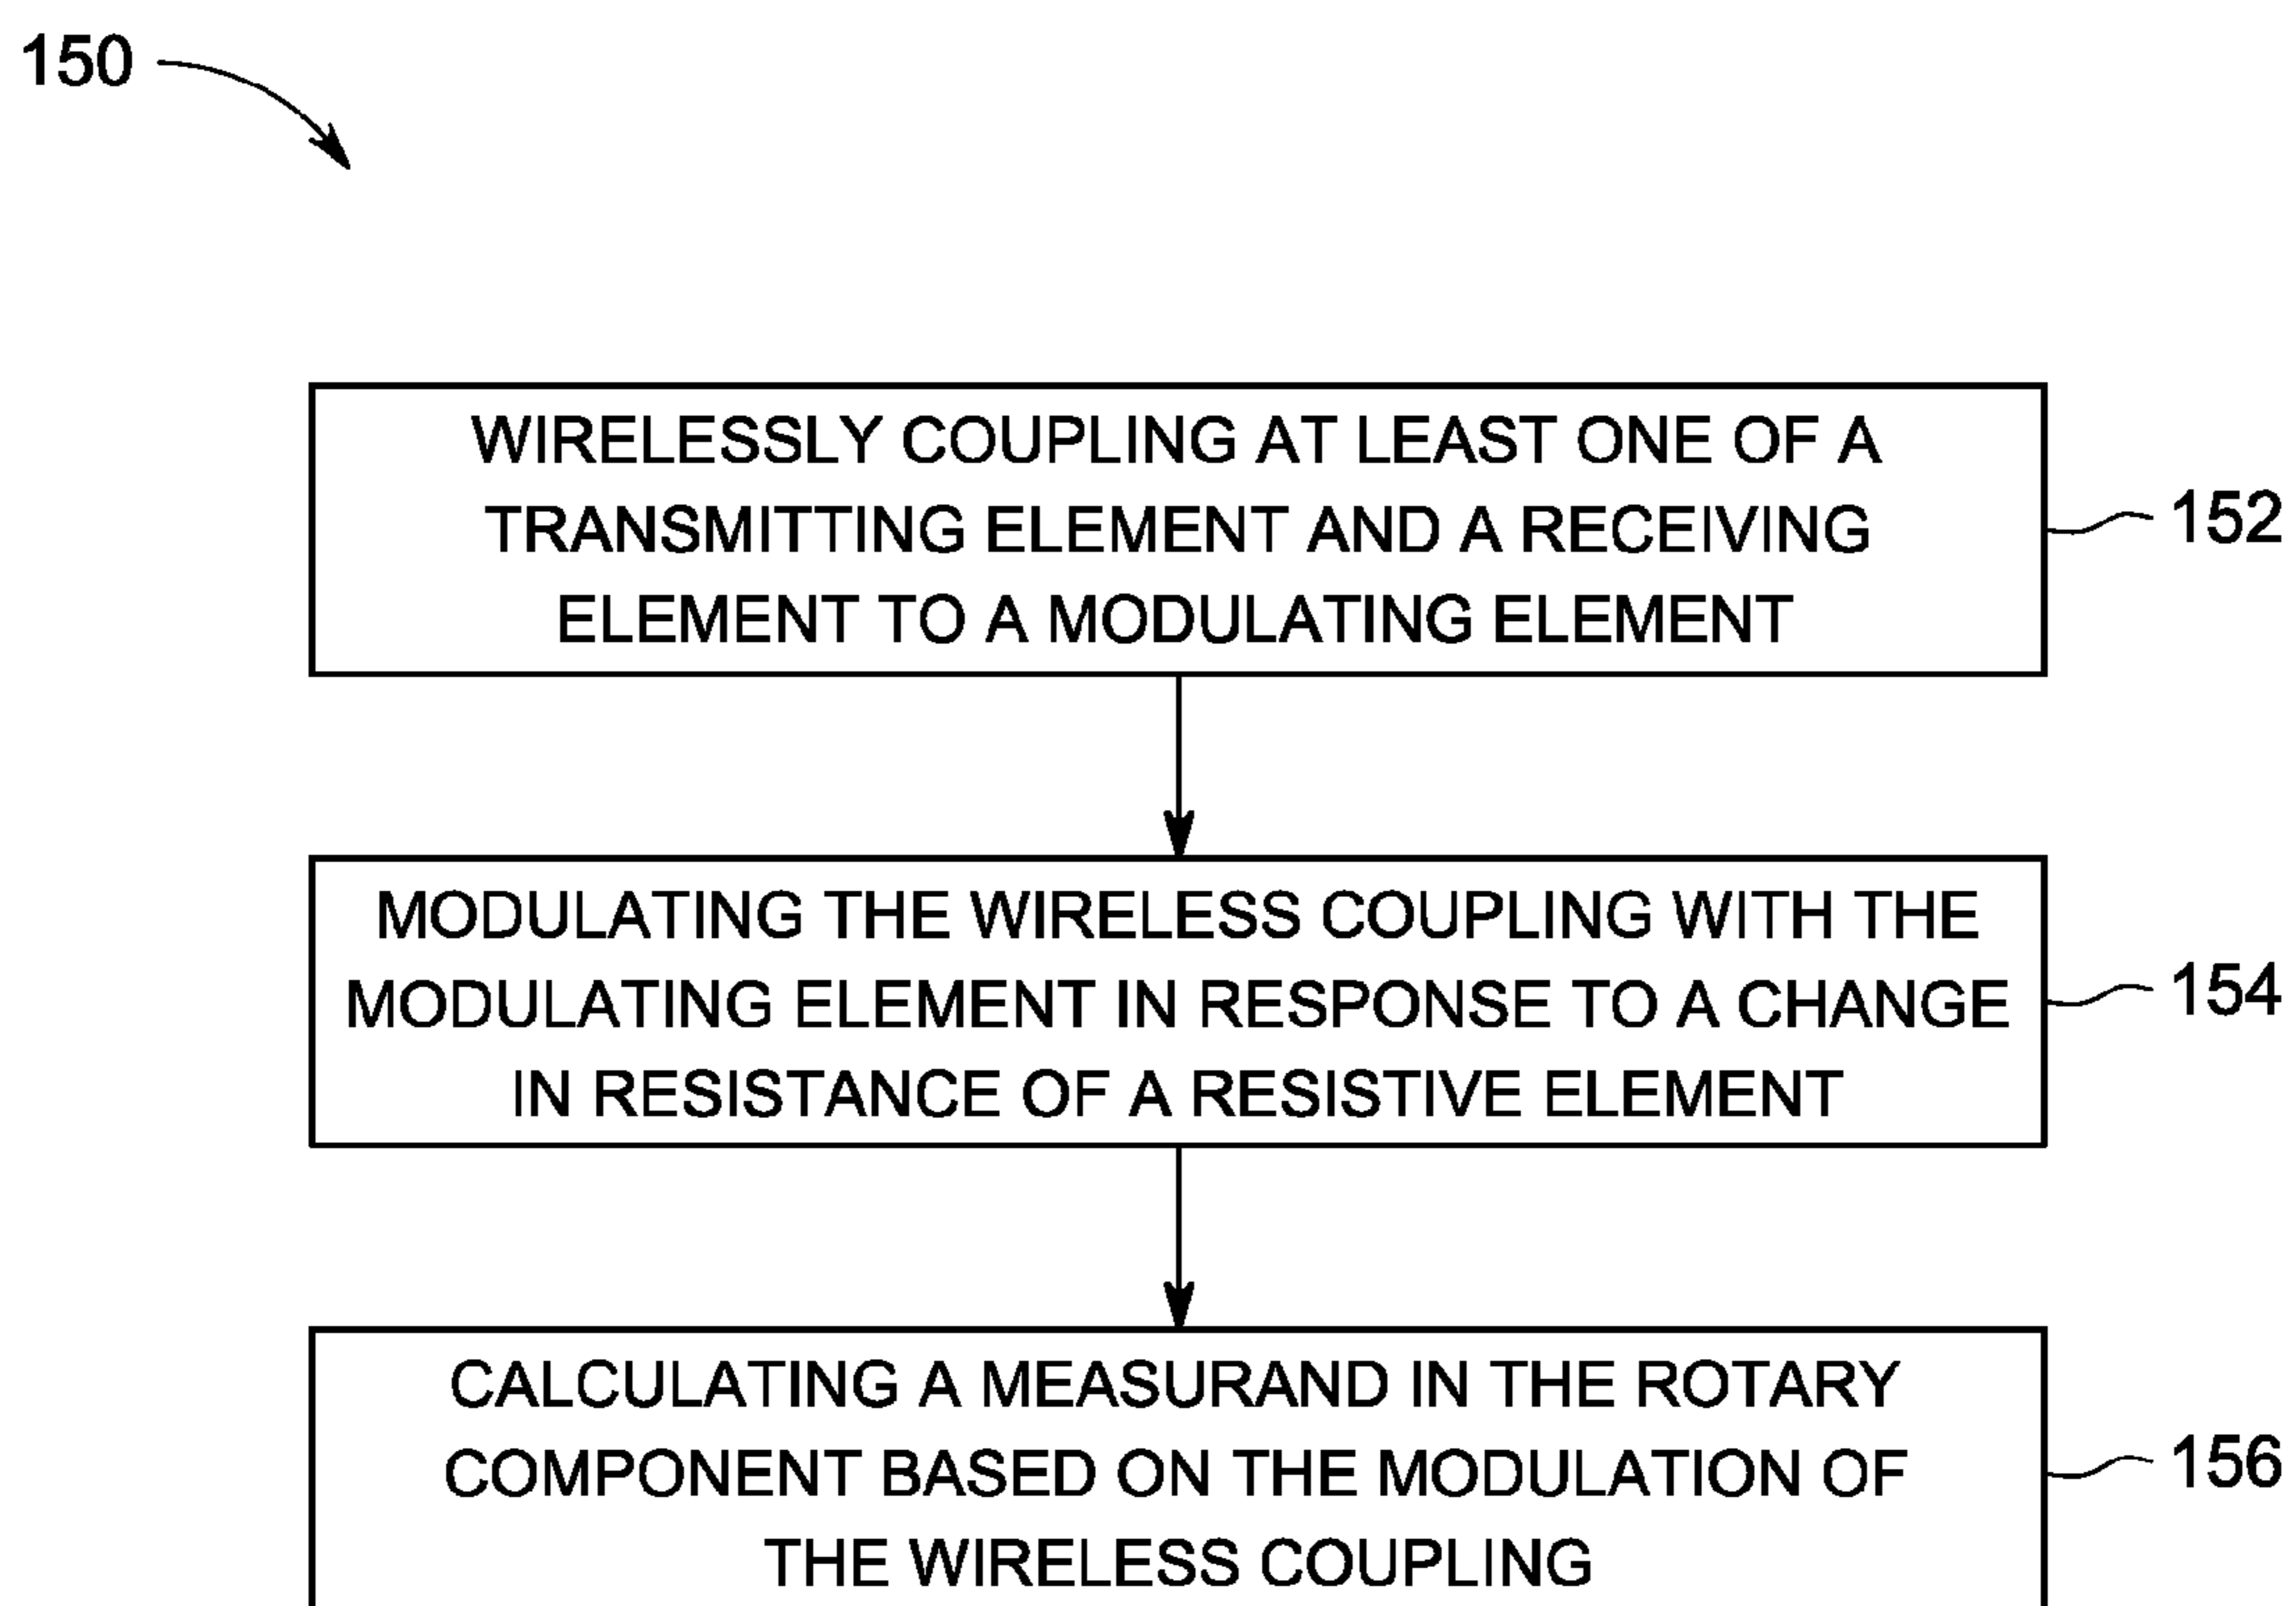 150
WIRELESSLY COUPLING AT LEAST ONE OF A
TRANSMITTING ELEMENT AND A RECEIVING
ELEMENT TO A MODULATING ELEMENT
152
MODULATING THE WIRELESS COUPLING WITH THE
MODULATING ELEMENT IN RESPONSE TO A CHANGE
IN RESISTANCE OF A RESISTIVE ELEMENT
154
CALCULATING A MEASURAND IN THE ROTARY
COMPONENT BASED ON THE MODULATION OF
THE WIRELESS COUPLING
156